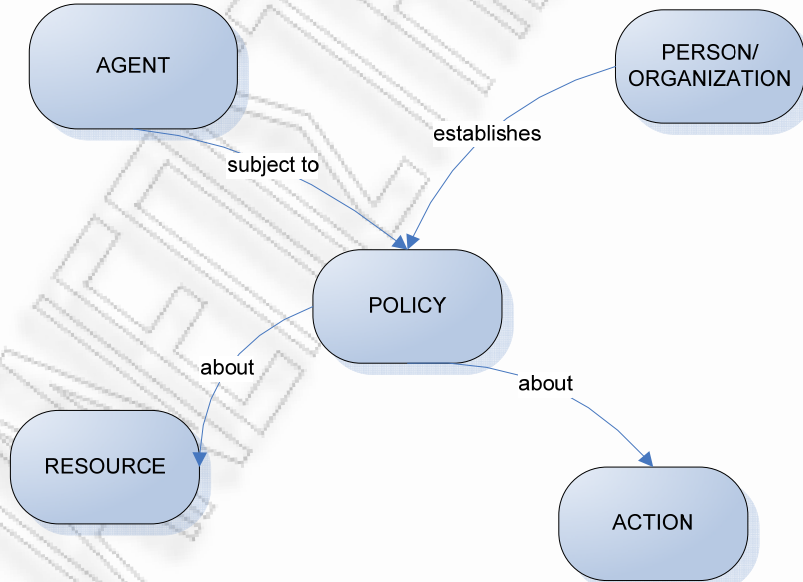 AGENT
PERSON/
ORGANIZATION
establishes
subject to
POLICY
about
about
RESOURCE
ACTION